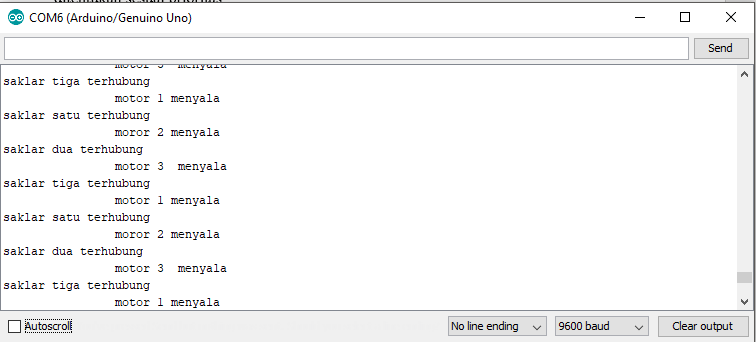 COM6 (Arduino/Genuino Uno)
Send
motor 3  menyala
saklar tiga terhubung
motor 1 menyala
saklar satu terhubung
moror 2 menyala
saklar dua terhubung
motor 3  menyala
saklar tiga terhubung
motor 1 menyala
saklar satu terhubung
moror 2 menyala
saklar dua terhubung
motor 3  menyala
saklar tiga terhubung
motor 1 menyala
Autoscroll
No line ending
9600 baud
Clear output